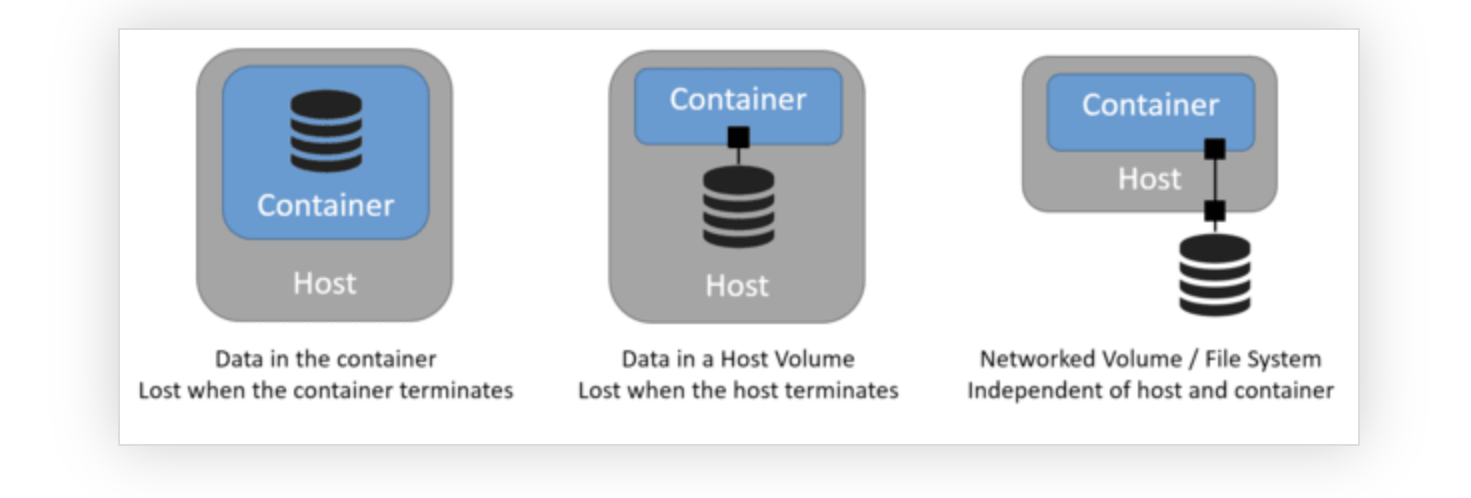 Container
Host
Data in the container
Lost when the container terminates
Container
Host
Data in a Host Volume
Lost when the host terminates
Container
Host
Networked Volume / File System
Independent of host and container